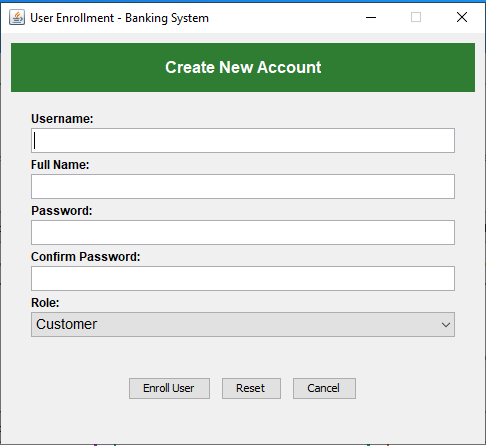 User Enrollment - Banking System
Create New Account
Username:
Full Name:
Password:
Confirm Password:
Role:
Customer
Enroll User Reset Cancel